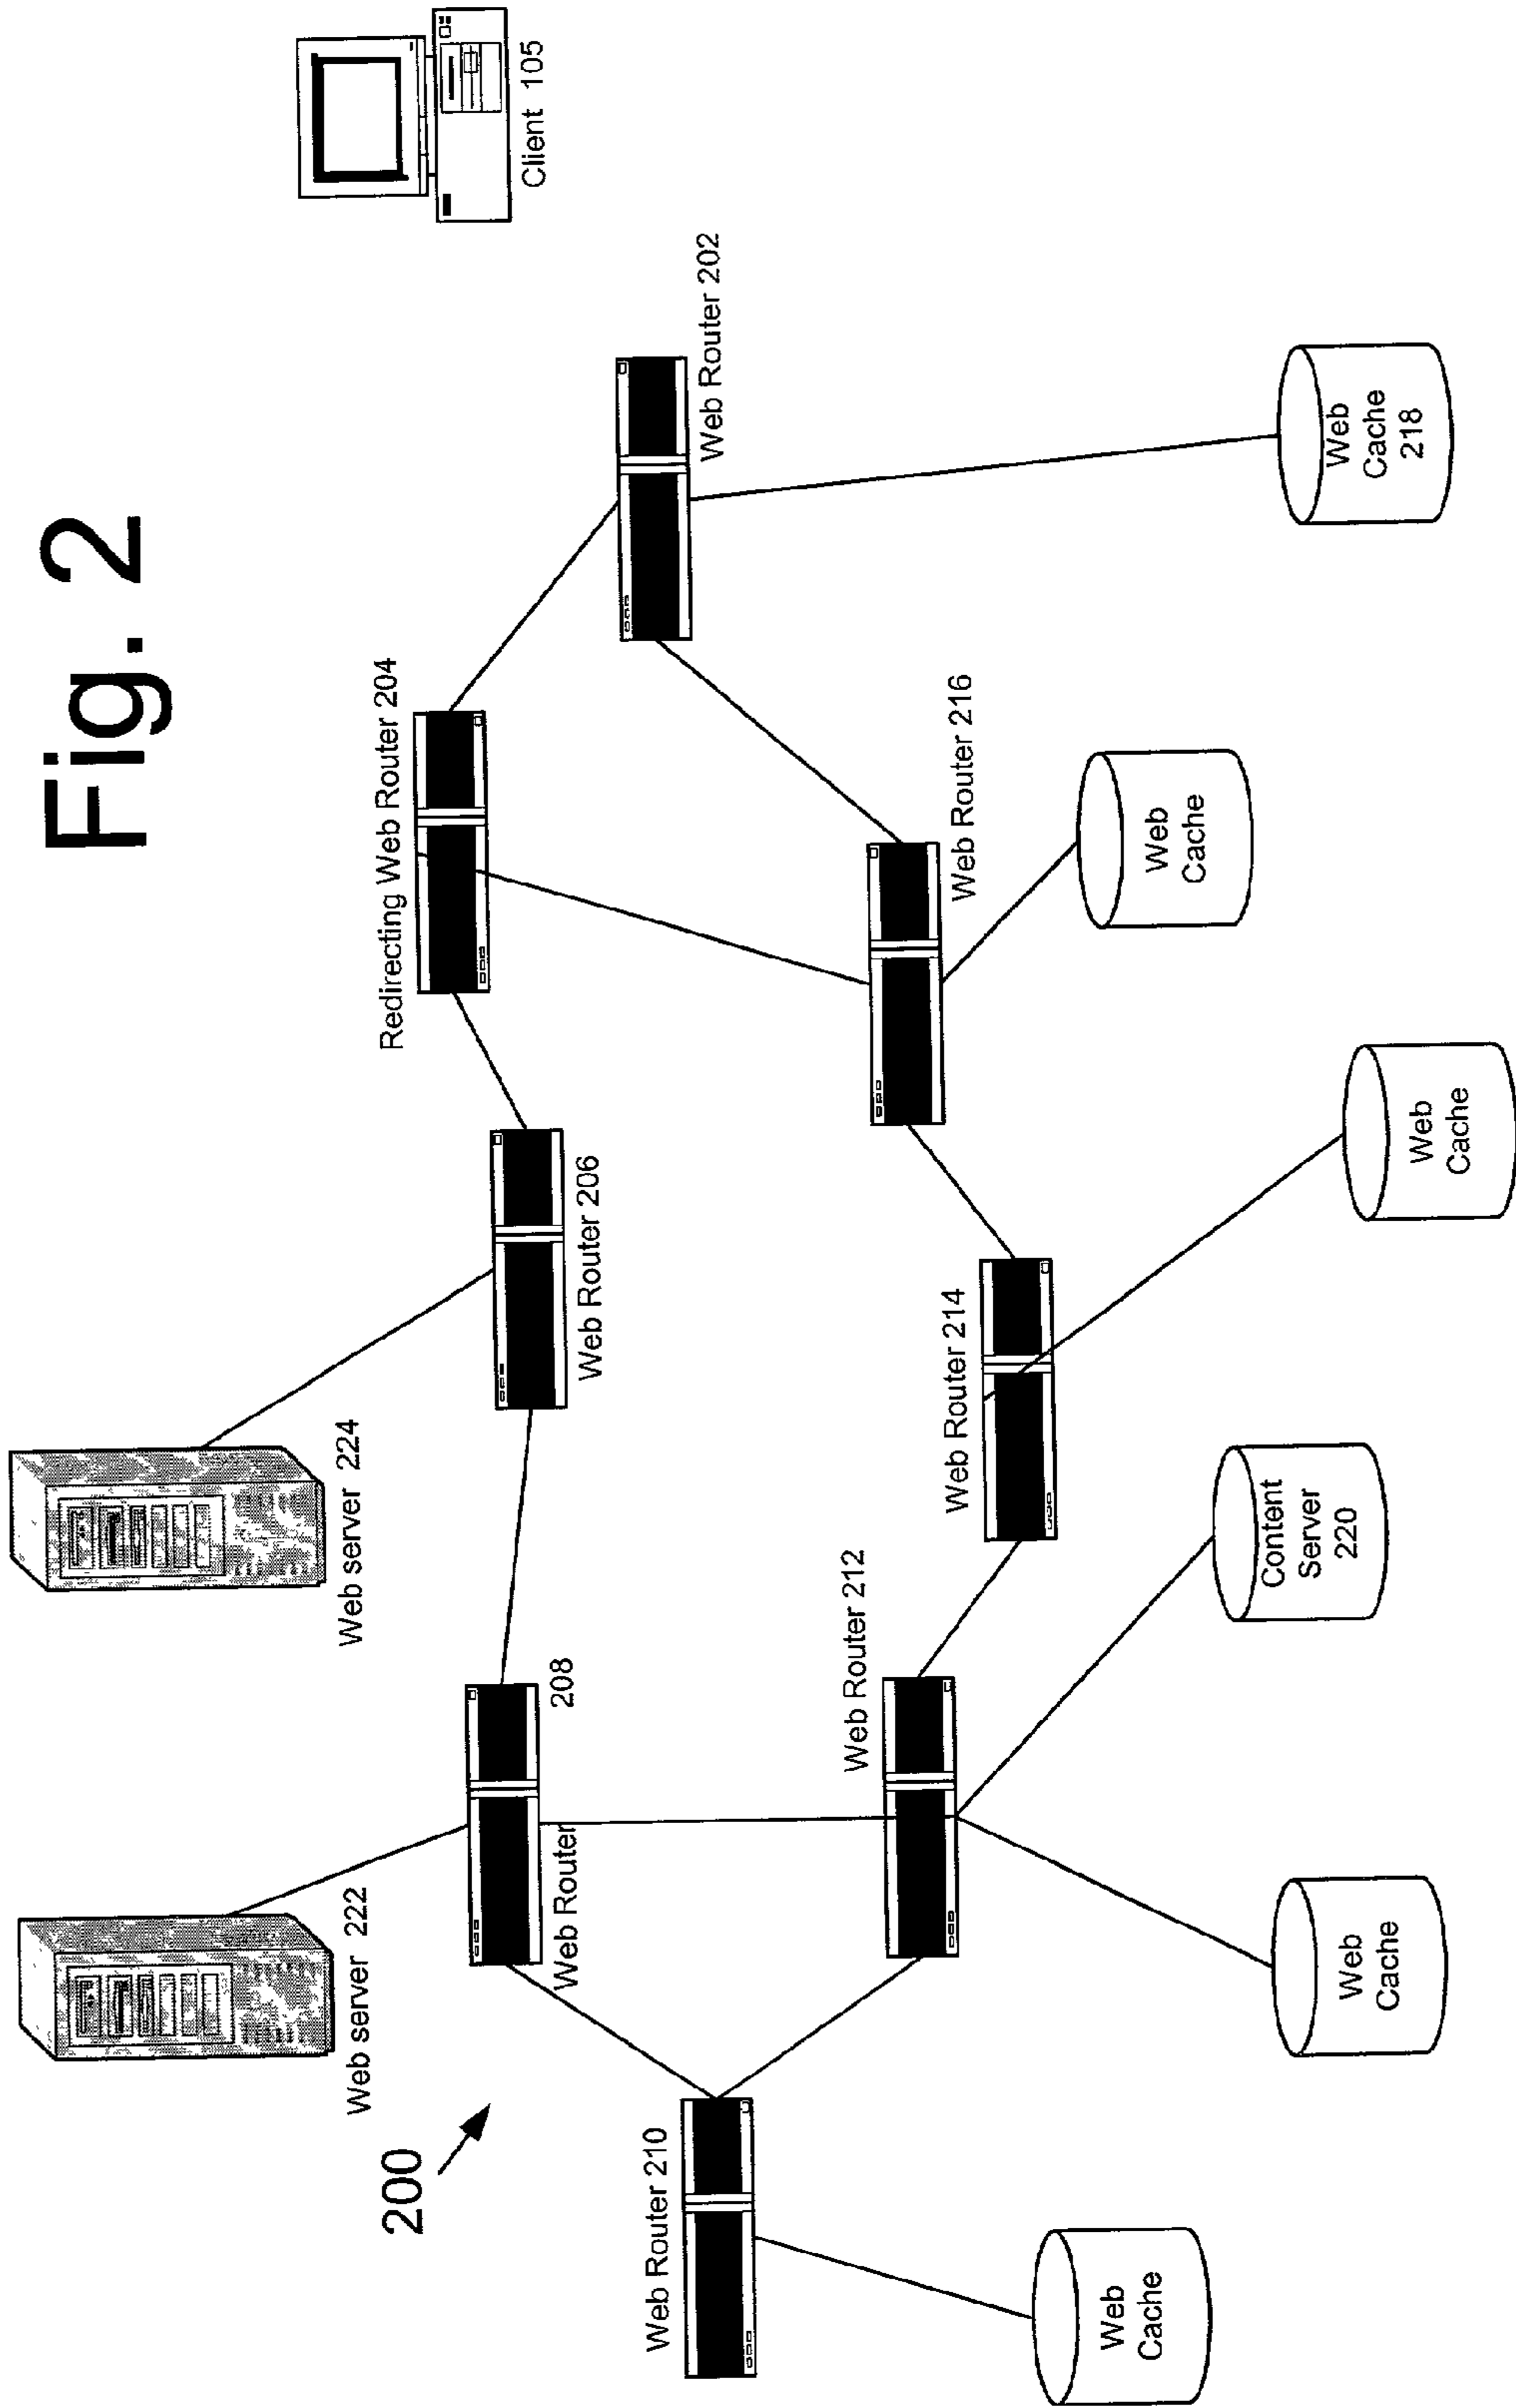 Fig. 2
Client 105
Web server 222
Web server 224
200
Redirecting Web Router 204
208
Web Router
Web Router 206
Web Router 210
Web Router 202
Web Router 212
Web Router 214
Web Router 216
Web
Cache
Web
Cache
Content
Server
220
Web
Cache
Web
Cache
Web
Cache
218